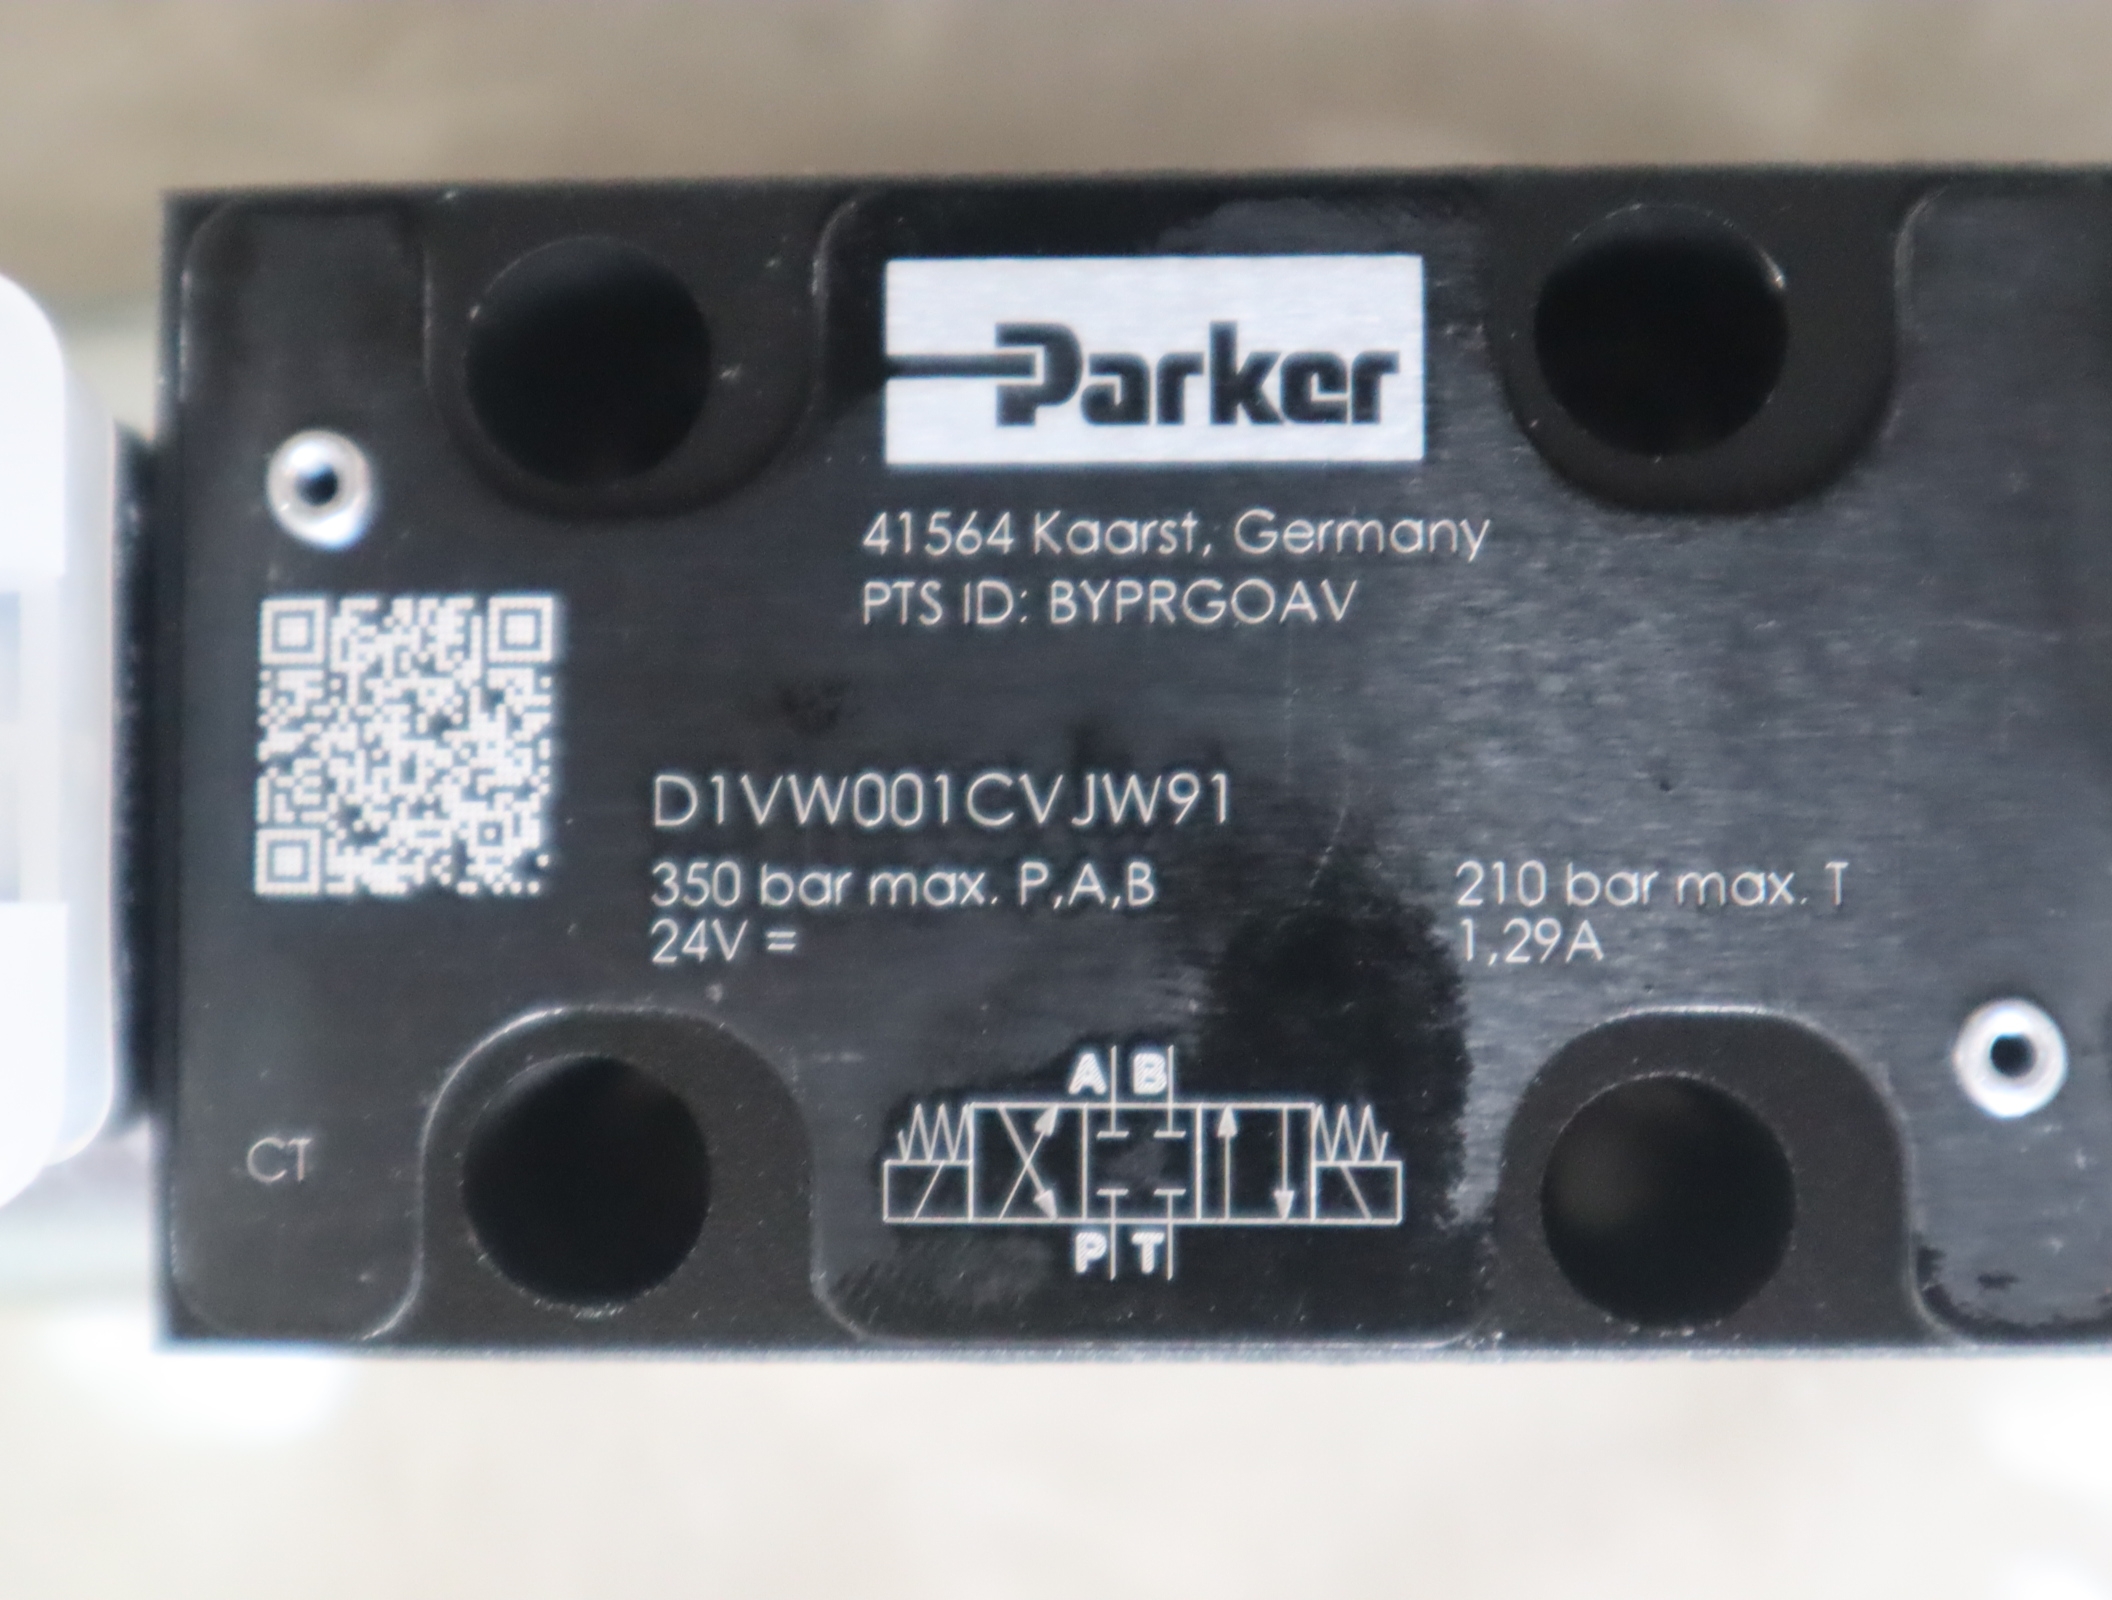 Parker
41564 Kaarst, Germany
PTS ID: BYPRGOAV
D1VW001CVJW91
350 bar max. P,A,B 210 bar max. T
24V = 1,29A
A B
CT
P T